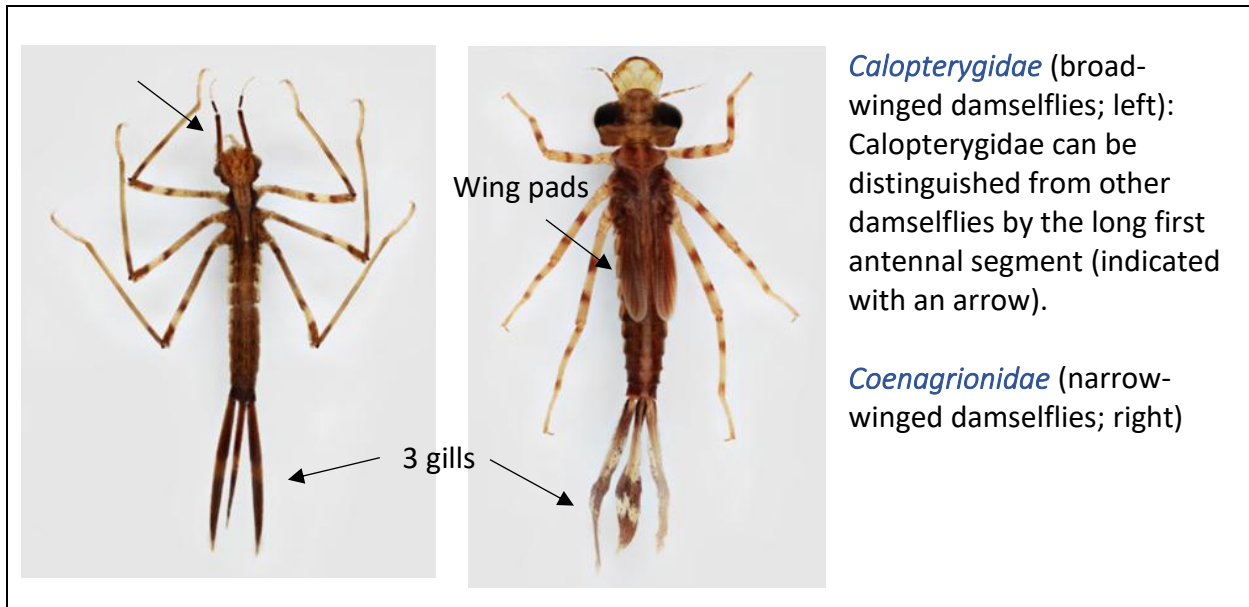 Wing pads
3 gills
Calopterygidae (broad-
winged damselflies; left):
Calopterygidae can be
distinguished from other
damselflies by the long first
antennal segment (indicated
with an arrow).
Coenagrionidae (narrow-
winged damselflies; right)